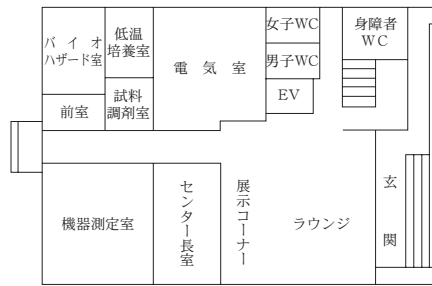 バイオ
ハザード室
低温
培養室
電気室
女子WC
男子WC
EV
身障者
WC
前室
試料
調剤室
機器測定室
センター長室
展示コーナー
ラウンジ
玄関